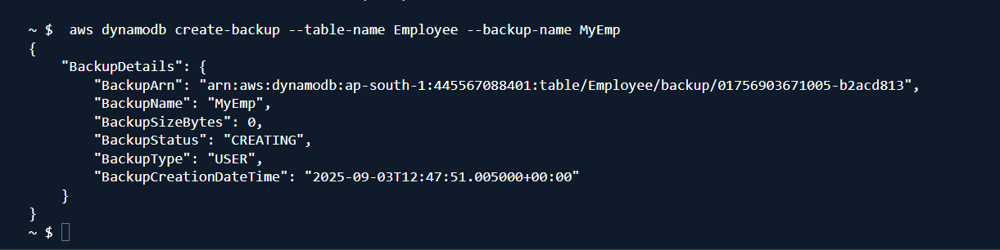 ~ $  aws dynamodb create-backup --table-name Employee --backup-name MyEmp
{
    "BackupDetails": {
        "BackupArn": "arn:aws:dynamodb:ap-south-1:445567088401:table/Employee/backup/01756903671005-b2acd813",
        "BackupName": "MyEmp",
        "BackupSizeBytes": 0,
        "BackupStatus": "CREATING",
        "BackupType": "USER",
        "BackupCreationDateTime": "2025-09-03T12:47:51.005000+00:00"
    }
}
~ $